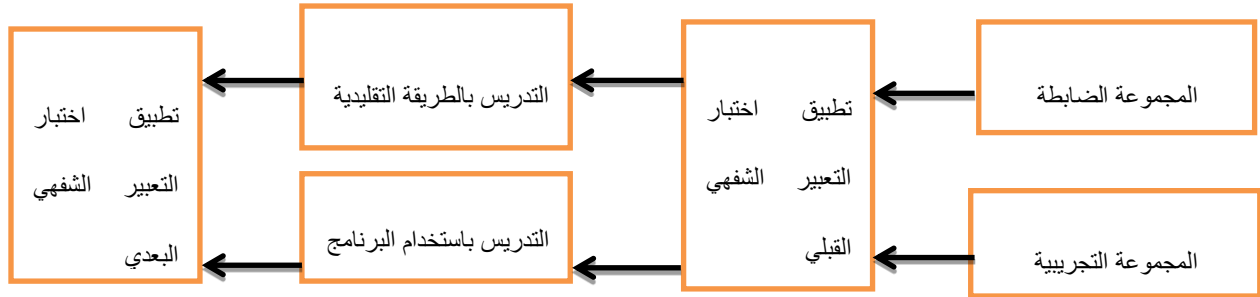 المجموعة الضابطة
المجموعة التجريبية
تطبيق اختبار
التعبير الشفهي
القبلي
التدريس بالطريقة التقليدية
التدريس باستخدام البرنامج
تطبيق اختبار
التعبير الشفهي
البعدي